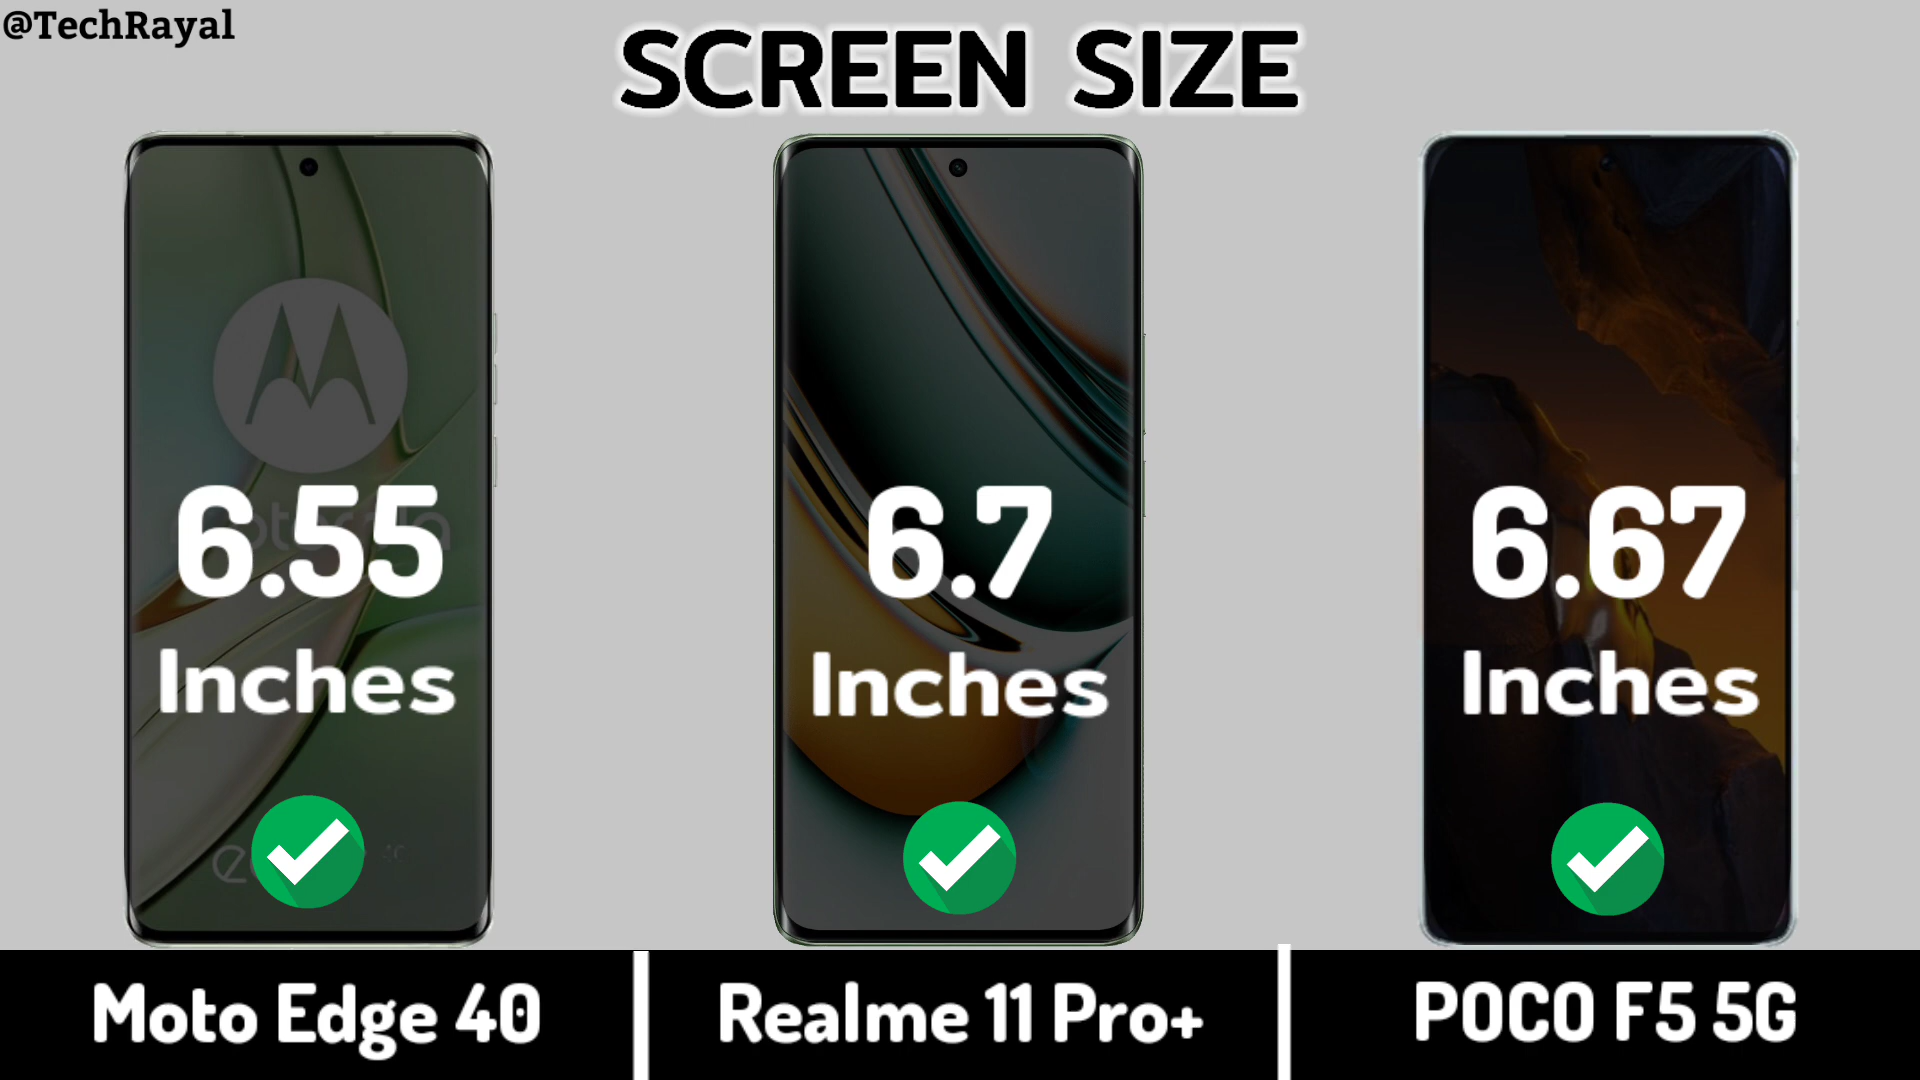 @TechRayal
SCREEN SIZE
6.55
Inches
6.7
Inches
6.67
Inches
Moto Edge 40
Realme 11 Pro+
POCO F5 5G